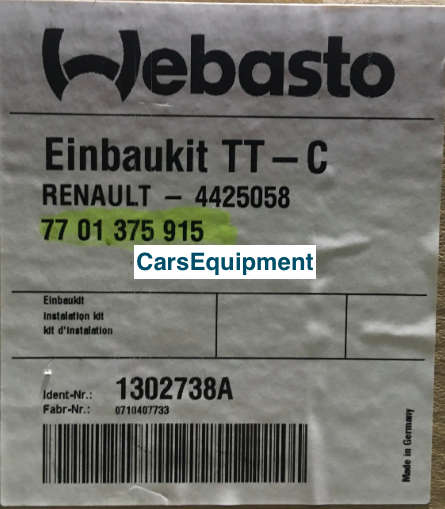 Webasto
Einbaukit TT – C
RENAULT – 4425058
77 01 375 915
CarsEquipment
Einbaukit
instalation kit
kit d'instalation
Ident-Nr.: 1302738A
Fabr-Nr.: 0710407733
Made in Germany